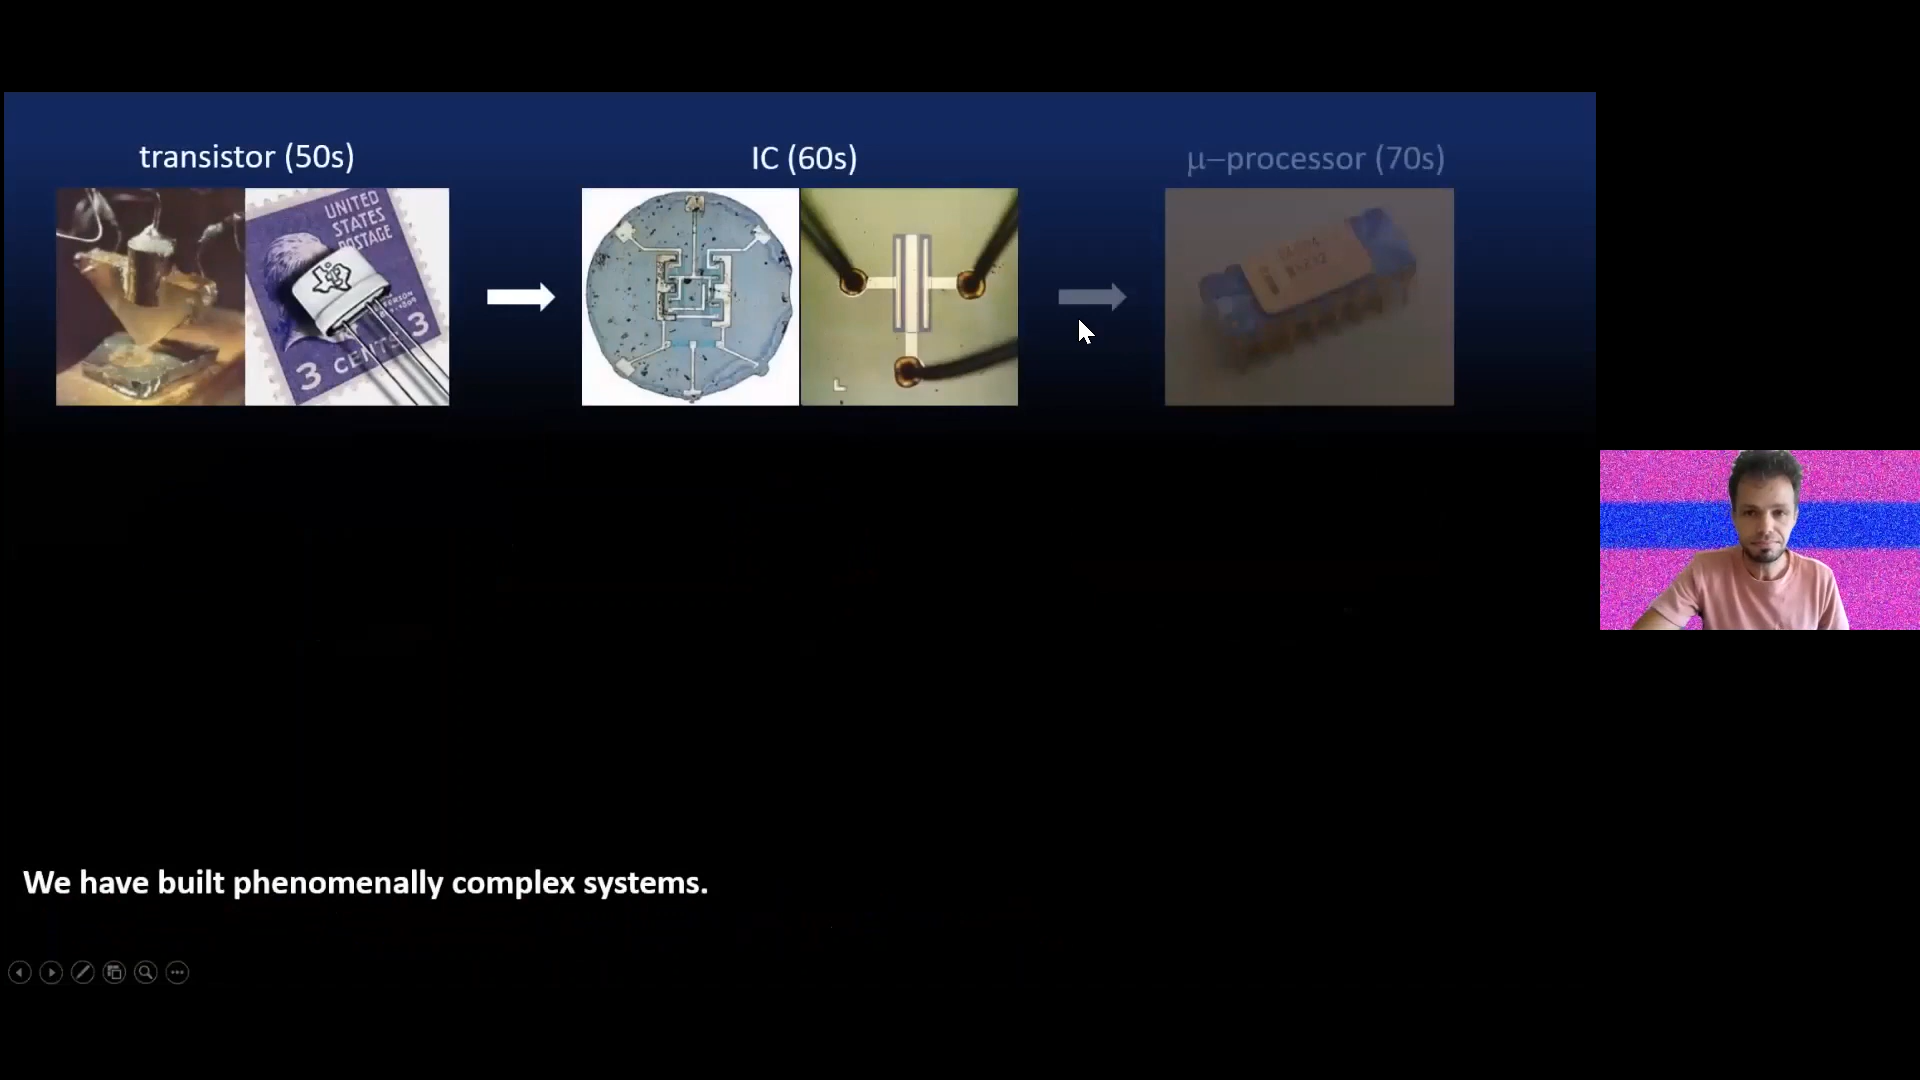 transistor (50s)
IC (60s)
μ–processor (70s)
UNITED
STATES
POSTAGE
3
3 CENTS
We have built phenomenally complex systems.